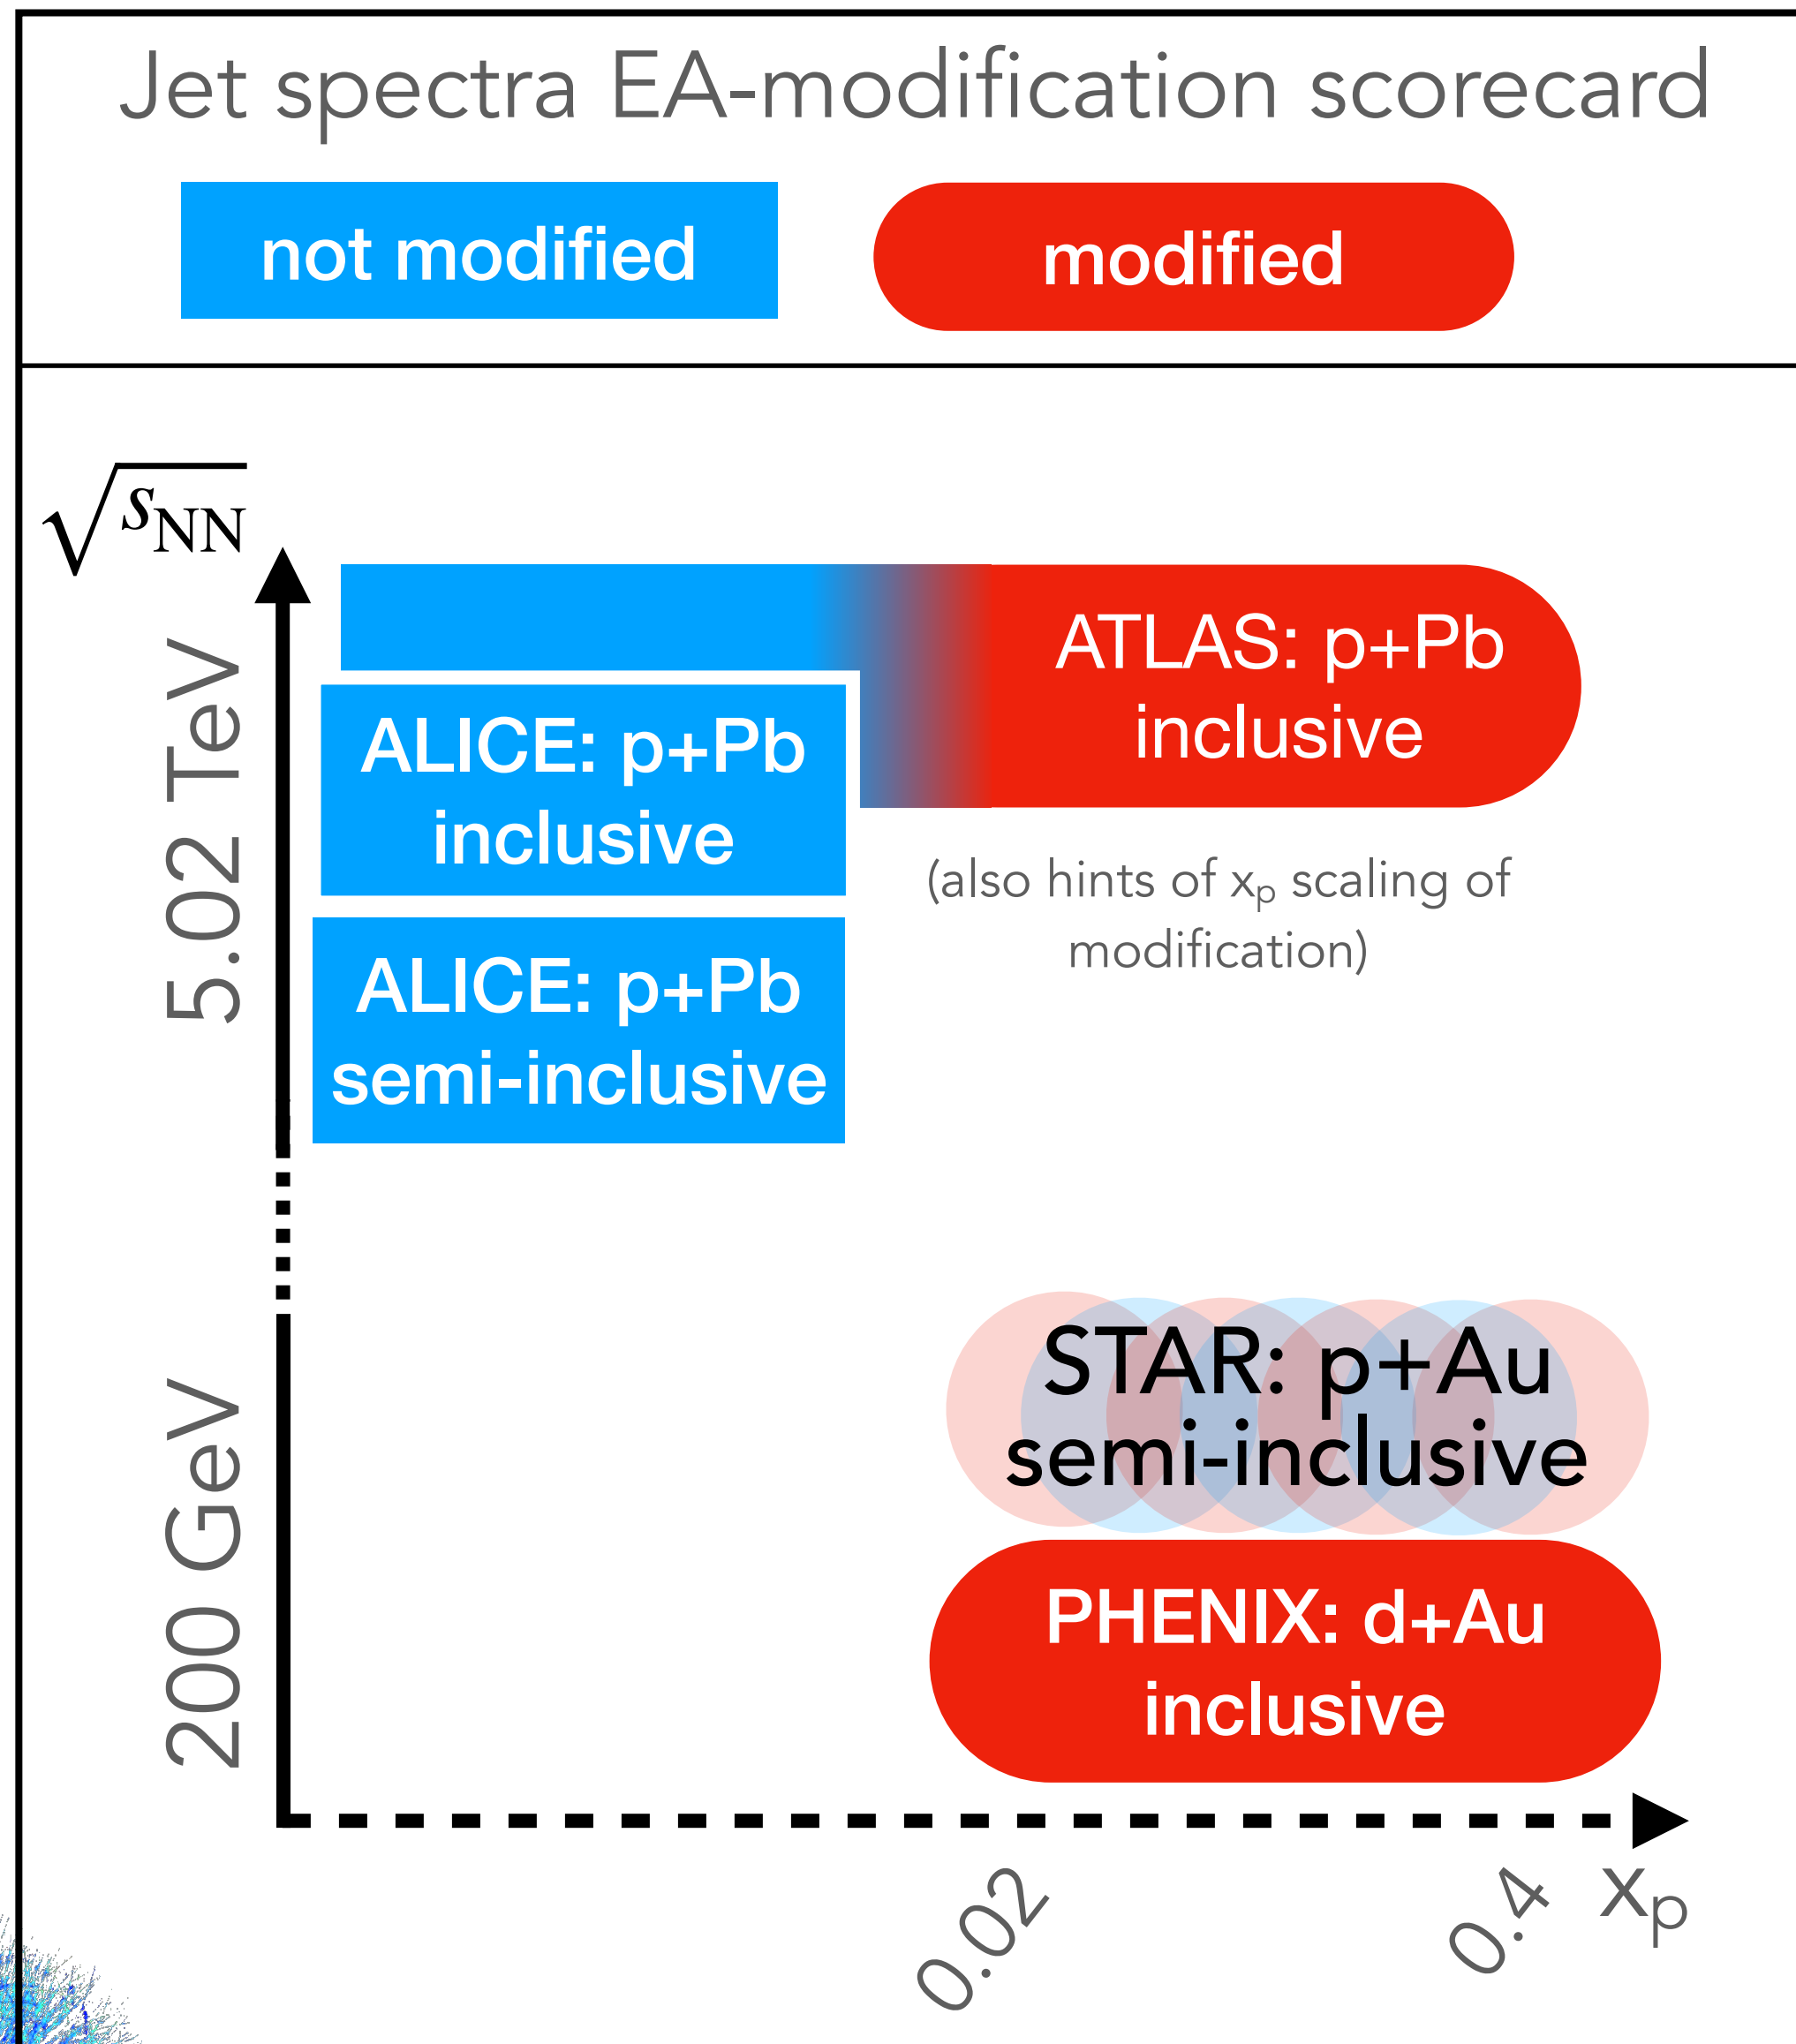 Jet spectra EA-modification scorecard
not modified
modified
√sNN
5.02 TeV
200 GeV
ATLAS: p+Pb
inclusive
ALICE: p+Pb
inclusive
(also hints of xp scaling of
modification)
ALICE: p+Pb
semi-inclusive
STAR: p+Au
semi-inclusive
PHENIX: d+Au
inclusive
0.02
0.4
xp